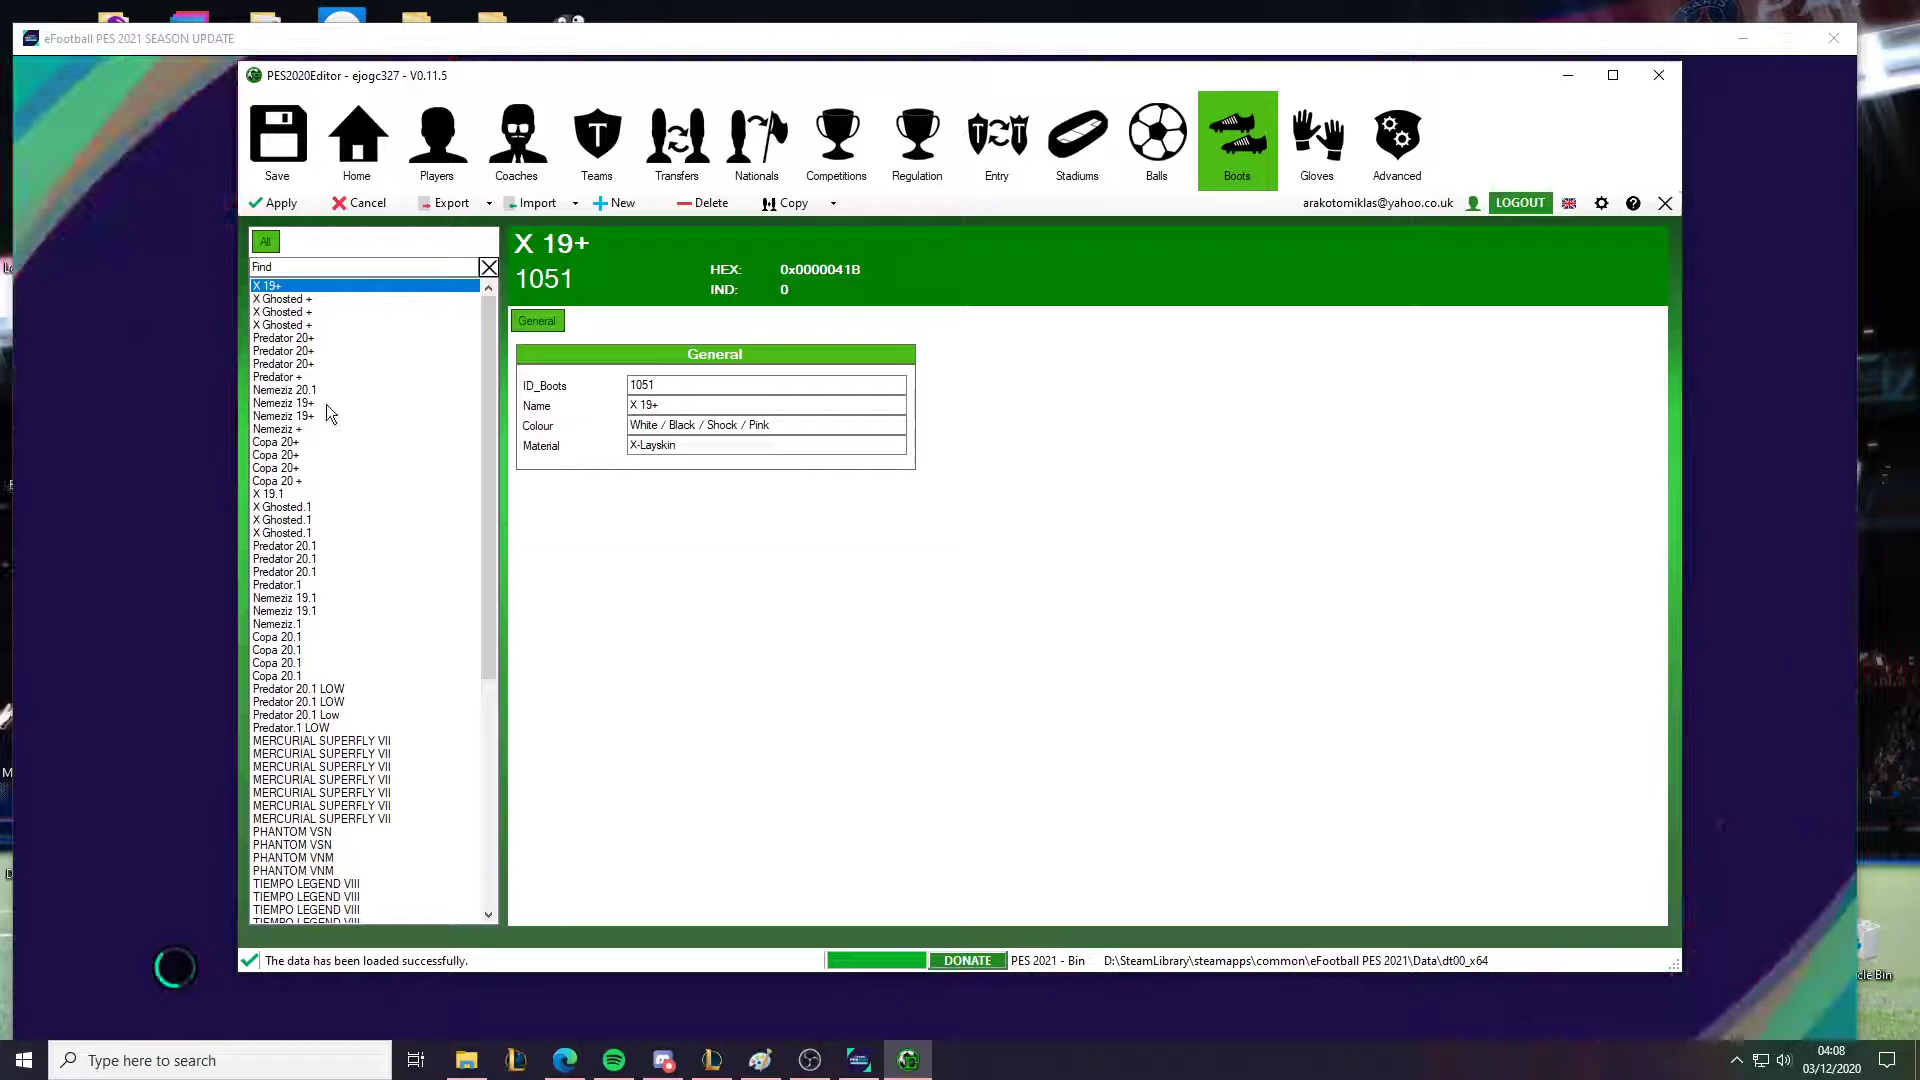 eFootball PES 2021 SEASON UPDATE
PES2020Editor - ejogc327 - V0.11.5
Save Home Players Coaches Teams Transfers Nationals Competitions Regulation Entry Stadiums Balls Boots Gloves Advanced
Apply Cancel Export Import New Delete Copy arakotomiklas@yahoo.co.uk LOGOUT
All
Find
X 19+
X Ghosted +
X Ghosted +
X Ghosted +
Predator 20+
Predator 20+
Predator 20+
Predator +
Nemeziz 20.1
Nemeziz 19+
Nemeziz 19+
Nemeziz +
Copa 20+
Copa 20+
Copa 20+
Copa 20 +
X 19.1
X Ghosted.1
X Ghosted.1
X Ghosted.1
Predator 20.1
Predator 20.1
Predator 20.1
Predator.1
Nemeziz 19.1
Nemeziz 19.1
Nemeziz.1
Copa 20.1
Copa 20.1
Copa 20.1
Copa 20.1
Predator 20.1 LOW
Predator 20.1 LOW
Predator 20.1 Low
Predator.1 LOW
MERCURIAL SUPERFLY VII
MERCURIAL SUPERFLY VII
MERCURIAL SUPERFLY VII
MERCURIAL SUPERFLY VII
MERCURIAL SUPERFLY VII
MERCURIAL SUPERFLY VII
MERCURIAL SUPERFLY VII
PHANTOM VSN
PHANTOM VSN
PHANTOM VNM
PHANTOM VNM
TIEMPO LEGEND VIII
TIEMPO LEGEND VIII
TIEMPO LEGEND VIII
TIEMPO LEGEND VIII
X 19+
1051
HEX: 0x0000041B
IND: 0
General
General
ID_Boots 1051
Name X 19+
Colour White / Black / Shock / Pink
Material X-Layskin
The data has been loaded successfully. DONATE PES 2021 - Bin D:\SteamLibrary\steamapps\common\eFootball PES 2021\Data\dt00_x64
cle Bin
Type here to search
04:08
03/12/2020